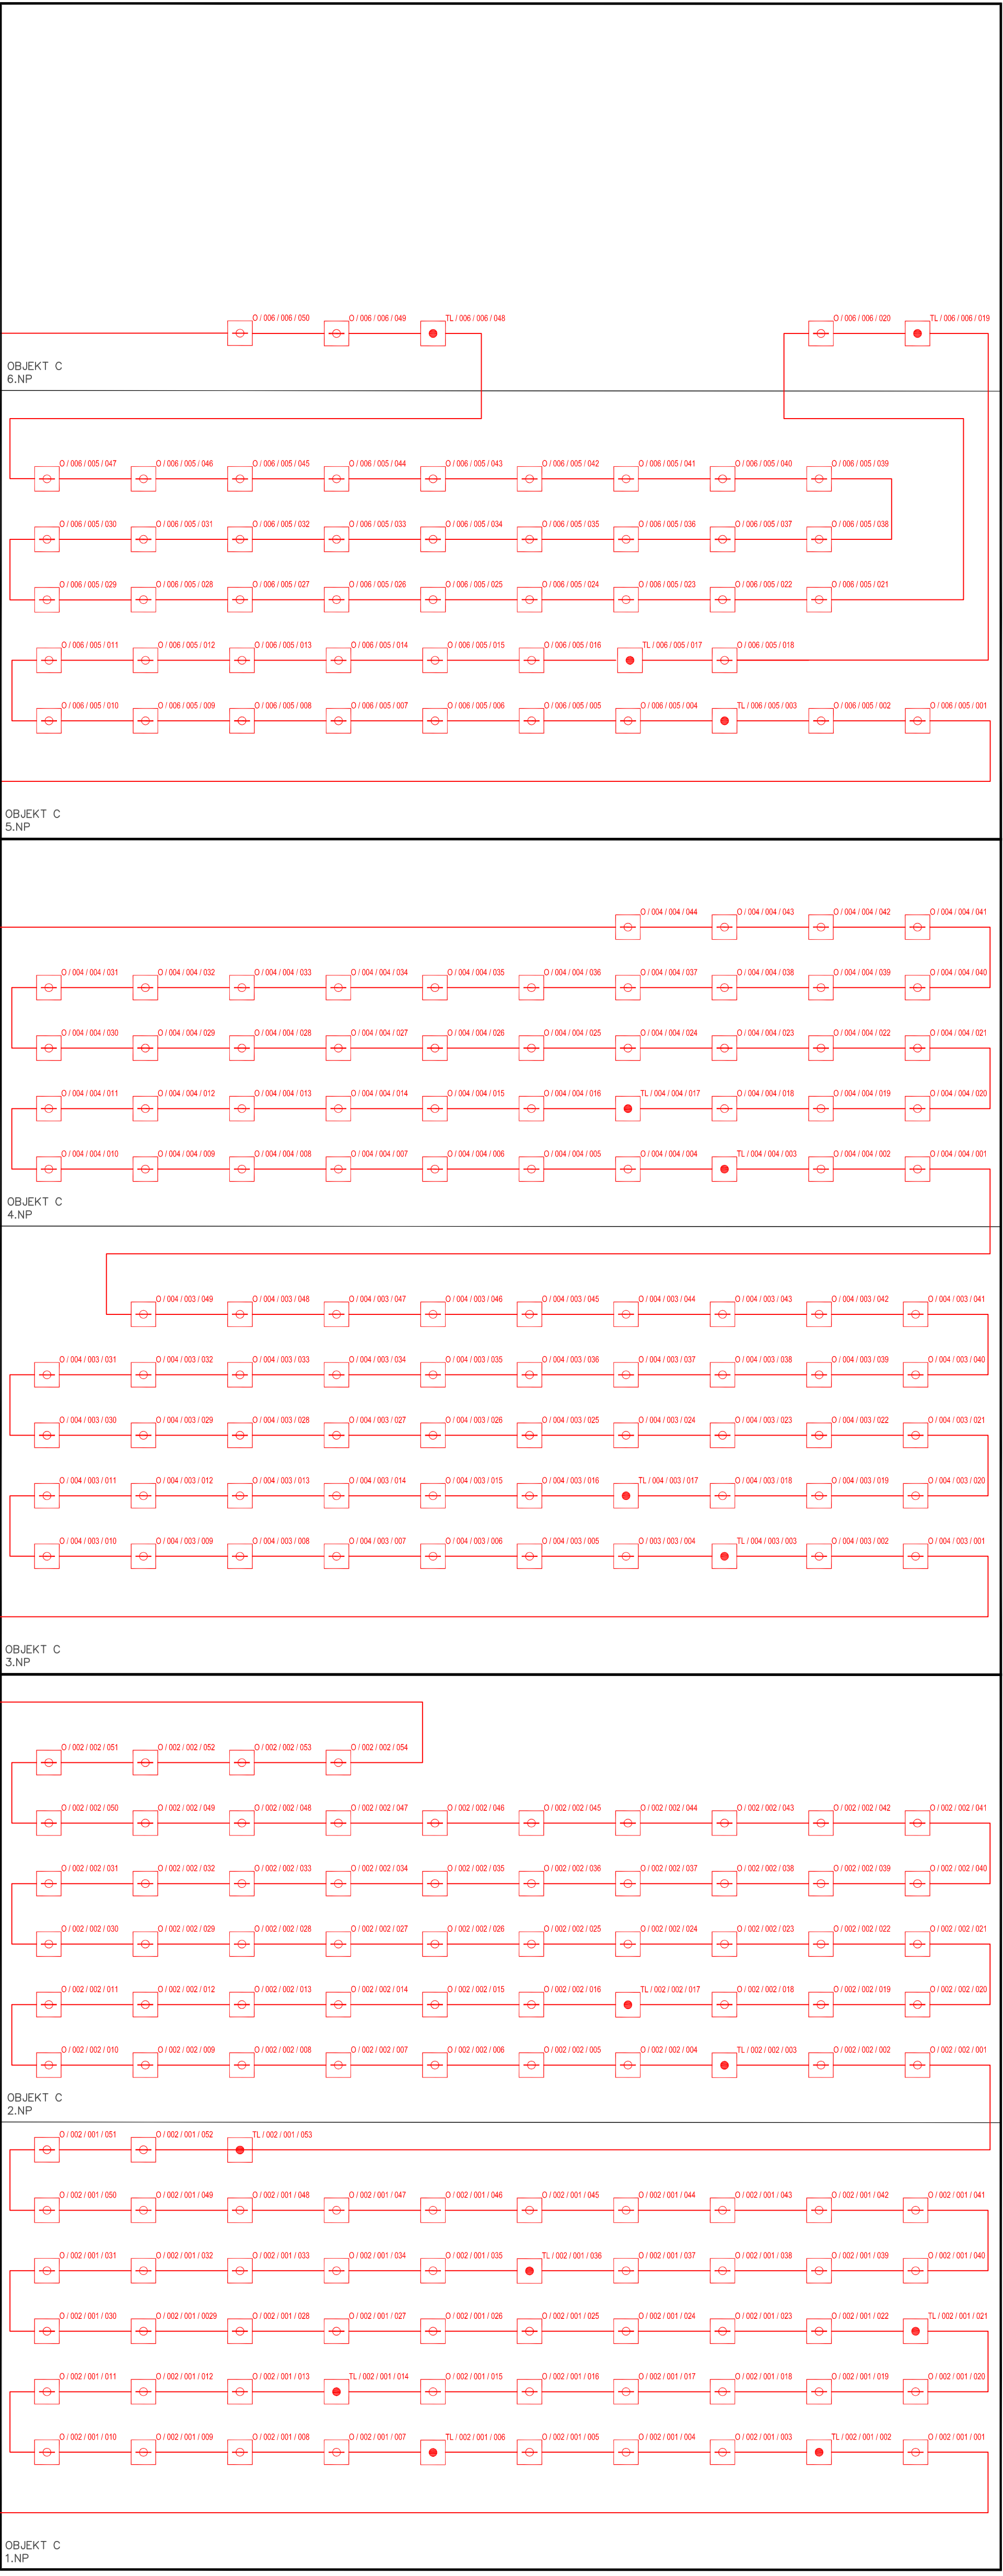 O / 006 / 006 / 050 O / 006 / 006 / 049 TL / 006 / 006 / 048 O / 006 / 006 / 020 TL / 006 / 006 / 019
OBJEKT C
6.NP
O / 006 / 005 / 047 O / 006 / 005 / 046 O / 006 / 005 / 045 O / 006 / 005 / 044 O / 006 / 005 / 043 O / 006 / 005 / 042 O / 006 / 005 / 041 O / 006 / 005 / 040 O / 006 / 005 / 039
O / 006 / 005 / 030 O / 006 / 005 / 031 O / 006 / 005 / 032 O / 006 / 005 / 033 O / 006 / 005 / 034 O / 006 / 005 / 035 O / 006 / 005 / 036 O / 006 / 005 / 037 O / 006 / 005 / 038
O / 006 / 005 / 029 O / 006 / 005 / 028 O / 006 / 005 / 027 O / 006 / 005 / 026 O / 006 / 005 / 025 O / 006 / 005 / 024 O / 006 / 005 / 023 O / 006 / 005 / 022 O / 006 / 005 / 021
O / 006 / 005 / 011 O / 006 / 005 / 012 O / 006 / 005 / 013 O / 006 / 005 / 014 O / 006 / 005 / 015 O / 006 / 005 / 016 TL / 006 / 005 / 017 O / 006 / 005 / 018
O / 006 / 005 / 010 O / 006 / 005 / 009 O / 006 / 005 / 008 O / 006 / 005 / 007 O / 006 / 005 / 006 O / 006 / 005 / 005 O / 006 / 005 / 004 TL / 006 / 005 / 003 O / 006 / 005 / 002 O / 006 / 005 / 001
OBJEKT C
5.NP
O / 004 / 004 / 044 O / 004 / 004 / 043 O / 004 / 004 / 042 O / 004 / 004 / 041
O / 004 / 004 / 031 O / 004 / 004 / 032 O / 004 / 004 / 033 O / 004 / 004 / 034 O / 004 / 004 / 035 O / 004 / 004 / 036 O / 004 / 004 / 037 O / 004 / 004 / 038 O / 004 / 004 / 039 O / 004 / 004 / 040
O / 004 / 004 / 030 O / 004 / 004 / 029 O / 004 / 004 / 028 O / 004 / 004 / 027 O / 004 / 004 / 026 O / 004 / 004 / 025 O / 004 / 004 / 024 O / 004 / 004 / 023 O / 004 / 004 / 022 O / 004 / 004 / 021
O / 004 / 004 / 011 O / 004 / 004 / 012 O / 004 / 004 / 013 O / 004 / 004 / 014 O / 004 / 004 / 015 O / 004 / 004 / 016 TL / 004 / 004 / 017 O / 004 / 004 / 018 O / 004 / 004 / 019 O / 004 / 004 / 020
O / 004 / 004 / 010 O / 004 / 004 / 009 O / 004 / 004 / 008 O / 004 / 004 / 007 O / 004 / 004 / 006 O / 004 / 004 / 005 O / 004 / 004 / 004 TL / 004 / 004 / 003 O / 004 / 004 / 002 O / 004 / 004 / 001
OBJEKT C
4.NP
O / 004 / 003 / 049 O / 004 / 003 / 048 O / 004 / 003 / 047 O / 004 / 003 / 046 O / 004 / 003 / 045 O / 004 / 003 / 044 O / 004 / 003 / 043 O / 004 / 003 / 042 O / 004 / 003 / 041
O / 004 / 003 / 031 O / 004 / 003 / 032 O / 004 / 003 / 033 O / 004 / 003 / 034 O / 004 / 003 / 035 O / 004 / 003 / 036 O / 004 / 003 / 037 O / 004 / 003 / 038 O / 004 / 003 / 039 O / 004 / 003 / 040
O / 004 / 003 / 030 O / 004 / 003 / 029 O / 004 / 003 / 028 O / 004 / 003 / 027 O / 004 / 003 / 026 O / 004 / 003 / 025 O / 004 / 003 / 024 O / 004 / 003 / 023 O / 004 / 003 / 022 O / 004 / 003 / 021
O / 004 / 003 / 011 O / 004 / 003 / 012 O / 004 / 003 / 013 O / 004 / 003 / 014 O / 004 / 003 / 015 O / 004 / 003 / 016 TL / 004 / 003 / 017 O / 004 / 003 / 018 O / 004 / 003 / 019 O / 004 / 003 / 020
O / 004 / 003 / 010 O / 004 / 003 / 009 O / 004 / 003 / 008 O / 004 / 003 / 007 O / 004 / 003 / 006 O / 004 / 003 / 005 O / 003 / 003 / 004 TL / 004 / 003 / 003 O / 004 / 003 / 002 O / 004 / 003 / 001
OBJEKT C
3.NP
O / 002 / 002 / 051 O / 002 / 002 / 052 O / 002 / 002 / 053 O / 002 / 002 / 054
O / 002 / 002 / 050 O / 002 / 002 / 049 O / 002 / 002 / 048 O / 002 / 002 / 047 O / 002 / 002 / 046 O / 002 / 002 / 045 O / 002 / 002 / 044 O / 002 / 002 / 043 O / 002 / 002 / 042 O / 002 / 002 / 041
O / 002 / 002 / 031 O / 002 / 002 / 032 O / 002 / 002 / 033 O / 002 / 002 / 034 O / 002 / 002 / 035 O / 002 / 002 / 036 O / 002 / 002 / 037 O / 002 / 002 / 038 O / 002 / 002 / 039 O / 002 / 002 / 040
O / 002 / 002 / 030 O / 002 / 002 / 029 O / 002 / 002 / 028 O / 002 / 002 / 027 O / 002 / 002 / 026 O / 002 / 002 / 025 O / 002 / 002 / 024 O / 002 / 002 / 023 O / 002 / 002 / 022 O / 002 / 002 / 021
O / 002 / 002 / 011 O / 002 / 002 / 012 O / 002 / 002 / 013 O / 002 / 002 / 014 O / 002 / 002 / 015 O / 002 / 002 / 016 TL / 002 / 002 / 017 O / 002 / 002 / 018 O / 002 / 002 / 019 O / 002 / 002 / 020
O / 002 / 002 / 010 O / 002 / 002 / 009 O / 002 / 002 / 008 O / 002 / 002 / 007 O / 002 / 002 / 006 O / 002 / 002 / 005 O / 002 / 002 / 004 TL / 002 / 002 / 003 O / 002 / 002 / 002 O / 002 / 002 / 001
OBJEKT C
2.NP
O / 002 / 001 / 051 O / 002 / 001 / 052 TL / 002 / 001 / 053
O / 002 / 001 / 050 O / 002 / 001 / 049 O / 002 / 001 / 048 O / 002 / 001 / 047 O / 002 / 001 / 046 O / 002 / 001 / 045 O / 002 / 001 / 044 O / 002 / 001 / 043 O / 002 / 001 / 042 O / 002 / 001 / 041
O / 002 / 001 / 031 O / 002 / 001 / 032 O / 002 / 001 / 033 O / 002 / 001 / 034 O / 002 / 001 / 035 TL / 002 / 001 / 036 O / 002 / 001 / 037 O / 002 / 001 / 038 O / 002 / 001 / 039 O / 002 / 001 / 040
O / 002 / 001 / 030 O / 002 / 001 / 0029 O / 002 / 001 / 028 O / 002 / 001 / 027 O / 002 / 001 / 026 O / 002 / 001 / 025 O / 002 / 001 / 024 O / 002 / 001 / 023 O / 002 / 001 / 022 TL / 002 / 001 / 021
O / 002 / 001 / 011 O / 002 / 001 / 012 O / 002 / 001 / 013 TL / 002 / 001 / 014 O / 002 / 001 / 015 O / 002 / 001 / 016 O / 002 / 001 / 017 O / 002 / 001 / 018 O / 002 / 001 / 019 O / 002 / 001 / 020
O / 002 / 001 / 010 O / 002 / 001 / 009 O / 002 / 001 / 008 O / 002 / 001 / 007 TL / 002 / 001 / 006 O / 002 / 001 / 005 O / 002 / 001 / 004 O / 002 / 001 / 003 TL / 002 / 001 / 002 O / 002 / 001 / 001
OBJEKT C
1.NP